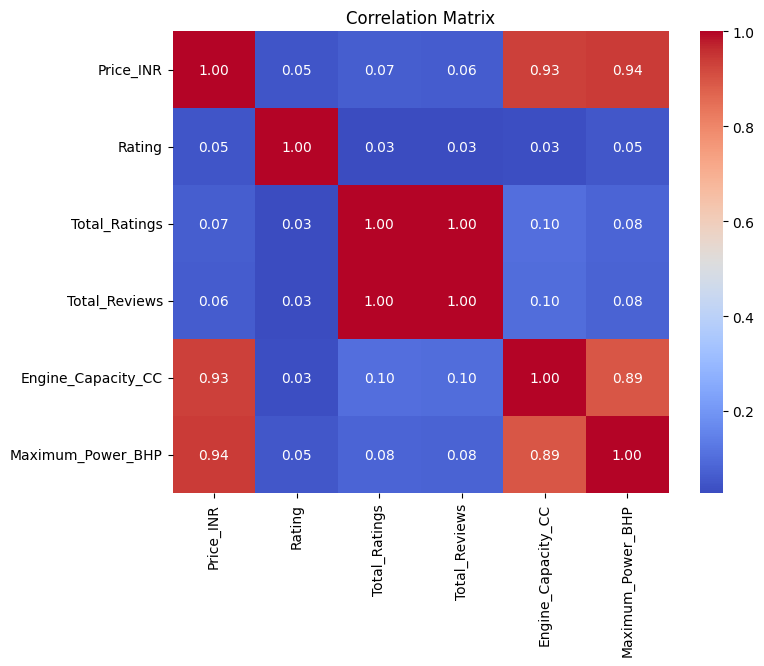 Correlation Matrix
Price_INR 1.00 0.05 0.07 0.06 0.93 0.94
Rating 0.05 1.00 0.03 0.03 0.03 0.05
Total_Ratings 0.07 0.03 1.00 1.00 0.10 0.08
Total_Reviews 0.06 0.03 1.00 1.00 0.10 0.08
Engine_Capacity_CC 0.93 0.03 0.10 0.10 1.00 0.89
Maximum_Power_BHP 0.94 0.05 0.08 0.08 0.89 1.00
Price_INR
Rating
Total_Ratings
Total_Reviews
Engine_Capacity_CC
Maximum_Power_BHP
1.0
0.8
0.6
0.4
0.2